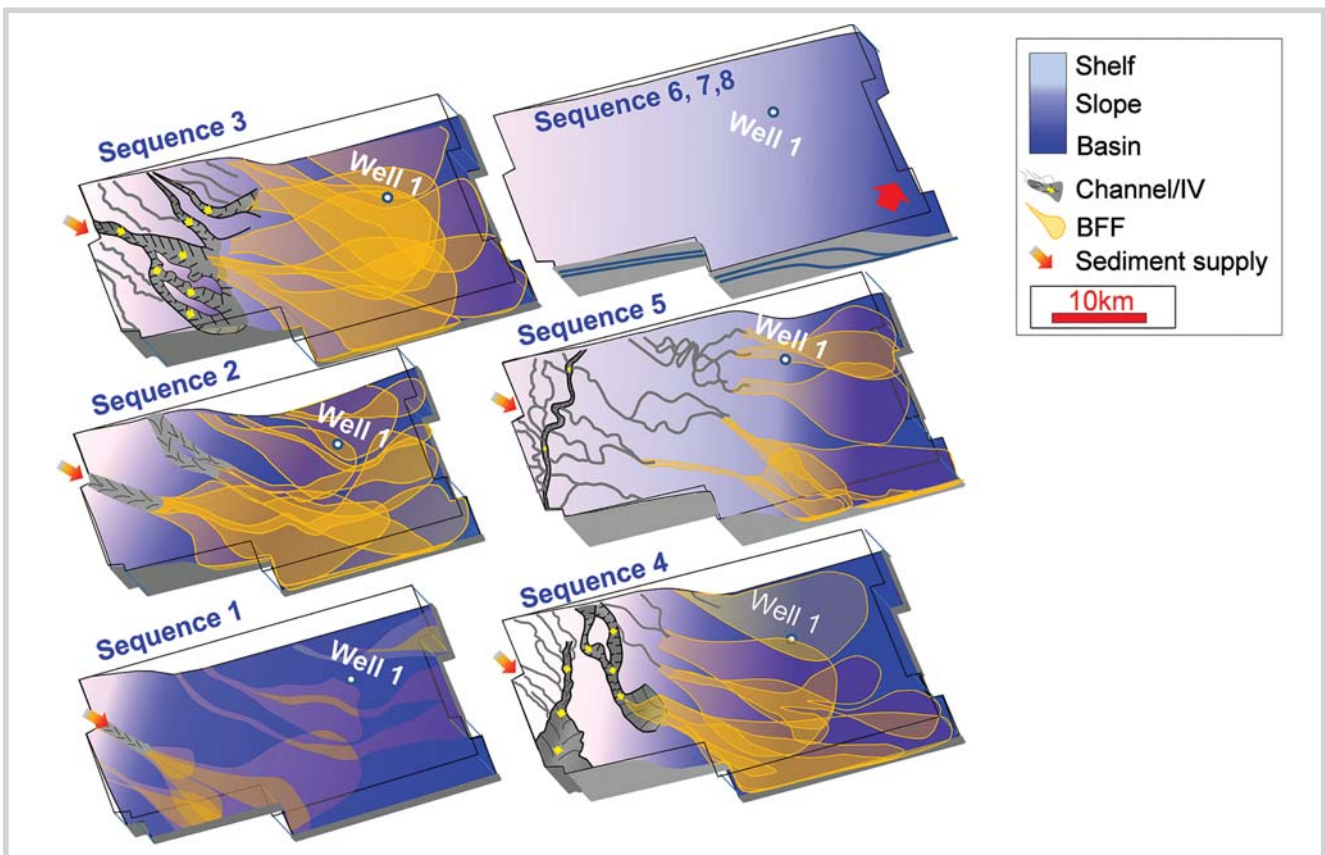 Sequence 3
Well 1
Sequence 6, 7,8
Well 1
Sequence 2
Well 1
Sequence 5
Well 1
Sequence 1
Well 1
Sequence 4
Well 1
Shelf
Slope
Basin
Channel/IV
BFF
Sediment supply
10km